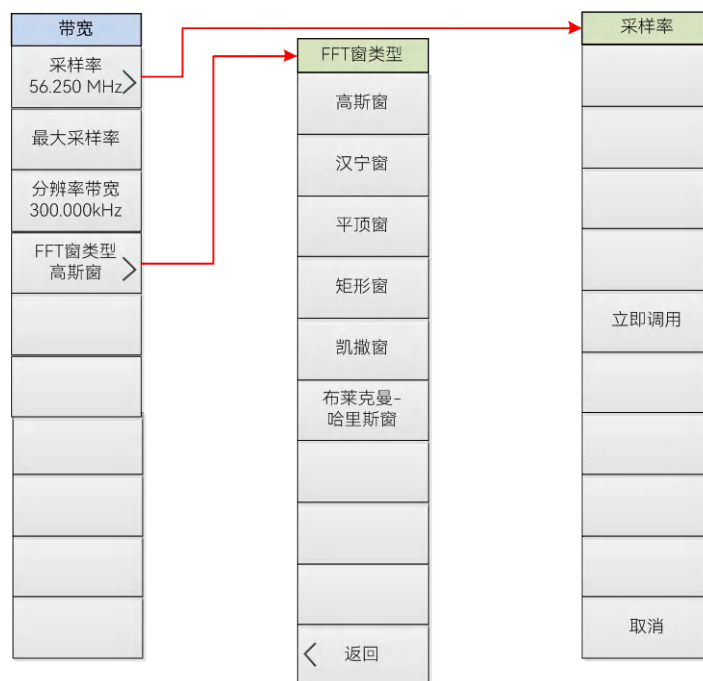 带宽
采样率
56.250 MHz
最大采样率
分辨率带宽
300.000kHz
FFT窗类型
高斯窗
FFT窗类型
高斯窗
汉宁窗
平顶窗
矩形窗
凯撒窗
布莱克曼-
哈里斯窗
返回
采样率
立即调用
取消